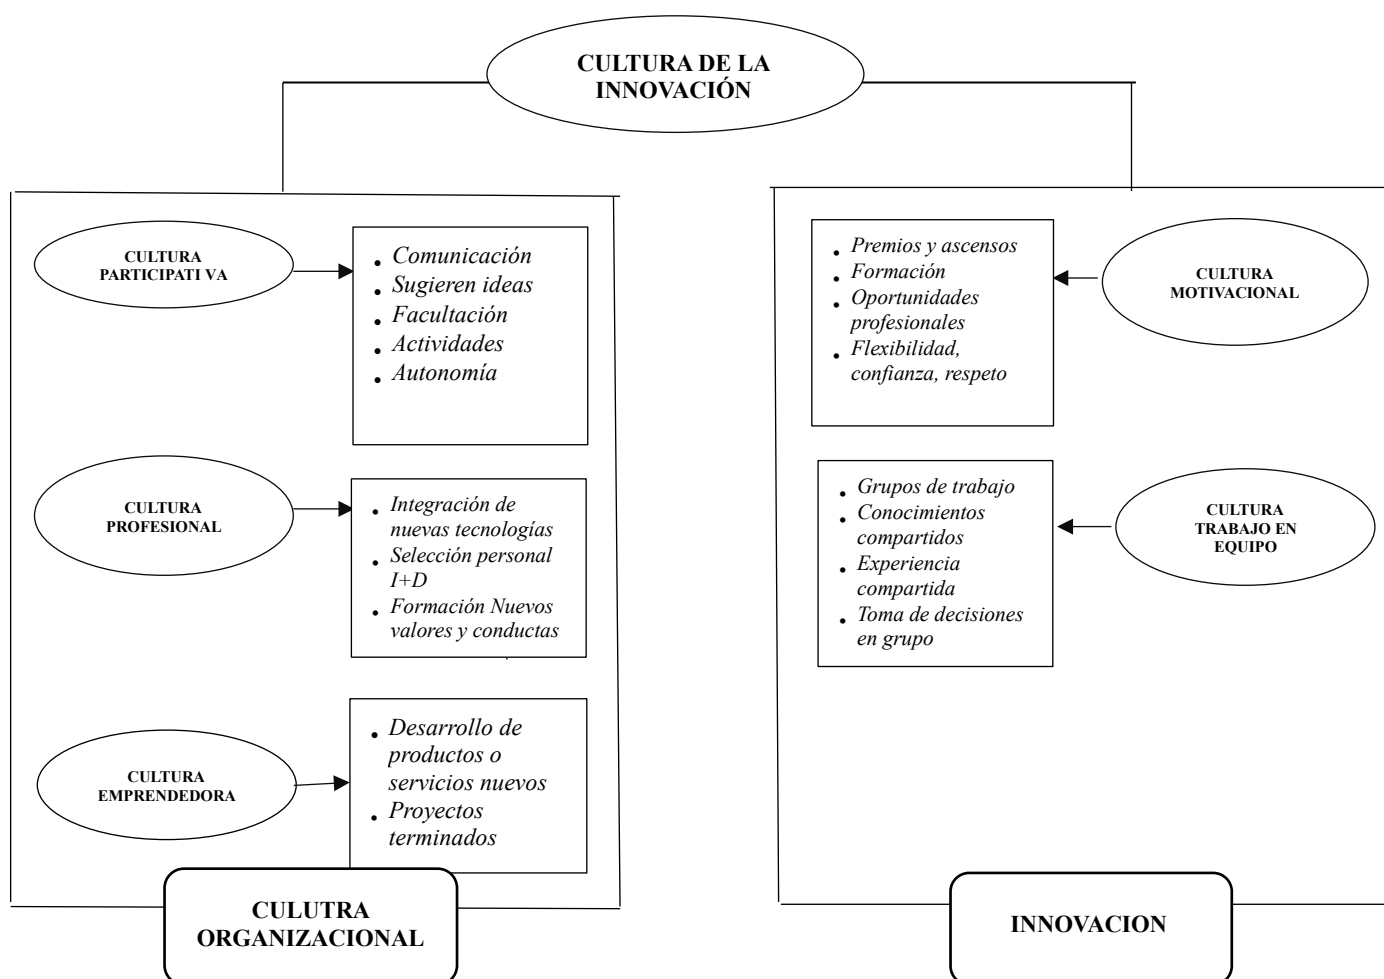 CULTURA DE LA
INNOVACIÓN
CULTURA
PARTICIPATI VA
• Comunicación
• Sugieren ideas
• Facultación
• Actividades
• Autonomía
CULTURA
PROFESIONAL
• Integración de
nuevas tecnologías
• Selección personal
I+D
• Formación Nuevos
valores y conductas
CULTURA
EMPRENDEDORA
• Desarrollo de
productos o
servicios nuevos
• Proyectos
terminados
CULUTRA
ORGANIZACIONAL
• Premios y ascensos
• Formación
• Oportunidades
profesionales
• Flexibilidad,
confianza, respeto
CULTURA
MOTIVACIONAL
• Grupos de trabajo
• Conocimientos
compartidos
• Experiencia
compartida
• Toma de decisiones
en grupo
CULTURA
TRABAJO EN
EQUIPO
INNOVACION